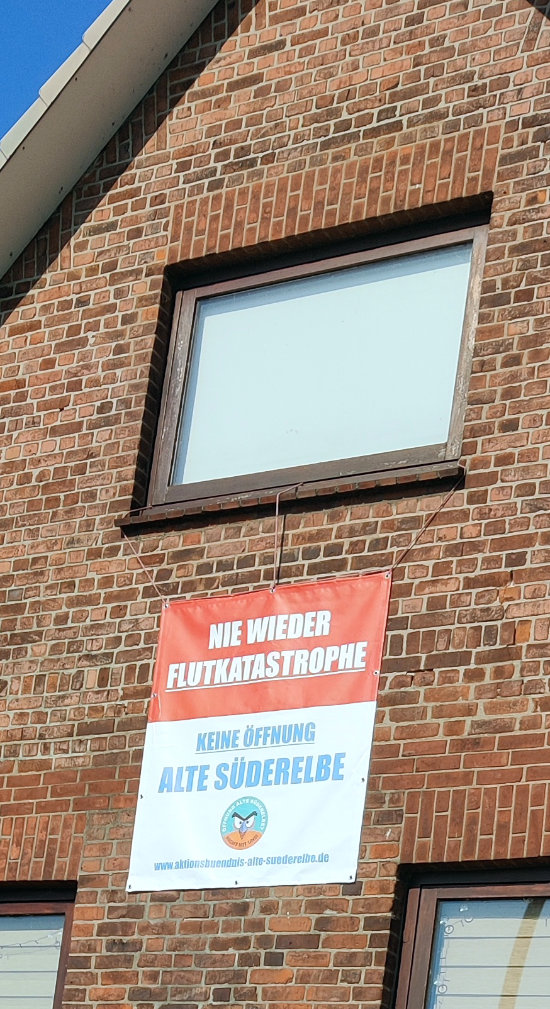 NIE WIEDER
FLUTKATASTROPHE
KEINE ÖFFNUNG
ALTE SÜDERELBE
www.aktionsbuendnis-alte-suederelbe.de